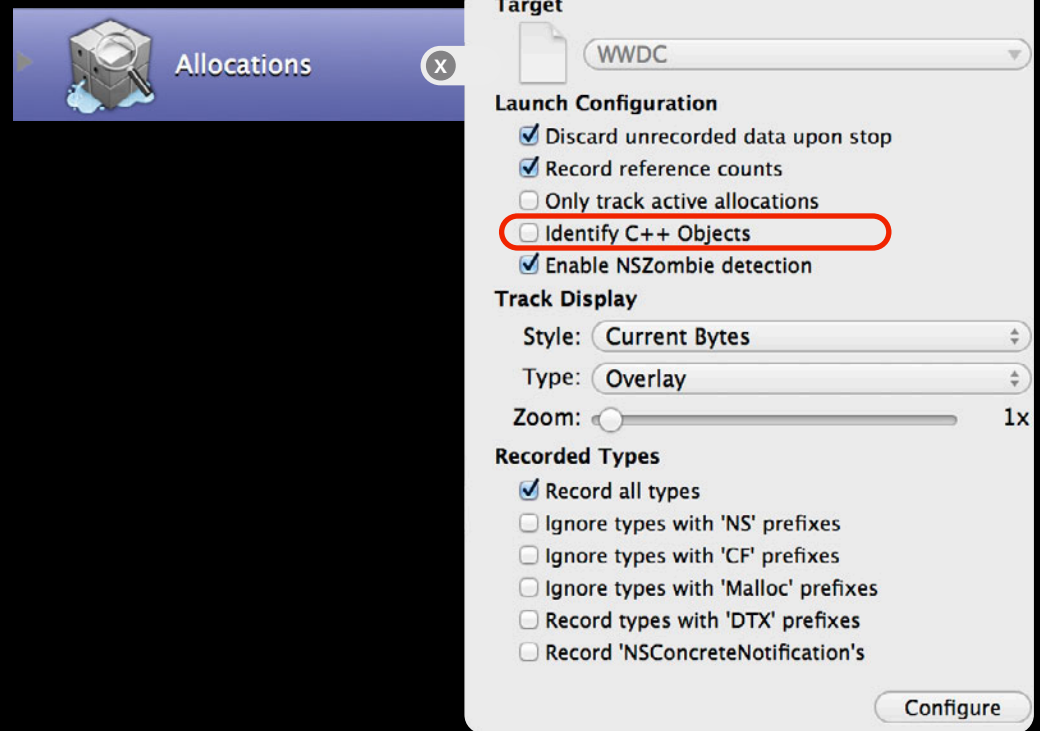 Target
Allocations
X
WWDC
Launch Configuration
Discard unrecorded data upon stop
Record reference counts
Only track active allocations
Identify C++ Objects
Enable NSZombie detection
Track Display
Style: Current Bytes
Type: Overlay
Zoom: 1x
Recorded Types
Record all types
Ignore types with 'NS' prefixes
Ignore types with 'CF' prefixes
Ignore types with 'Malloc' prefixes
Record types with 'DTX' prefixes
Record 'NSConcreteNotification's
Configure